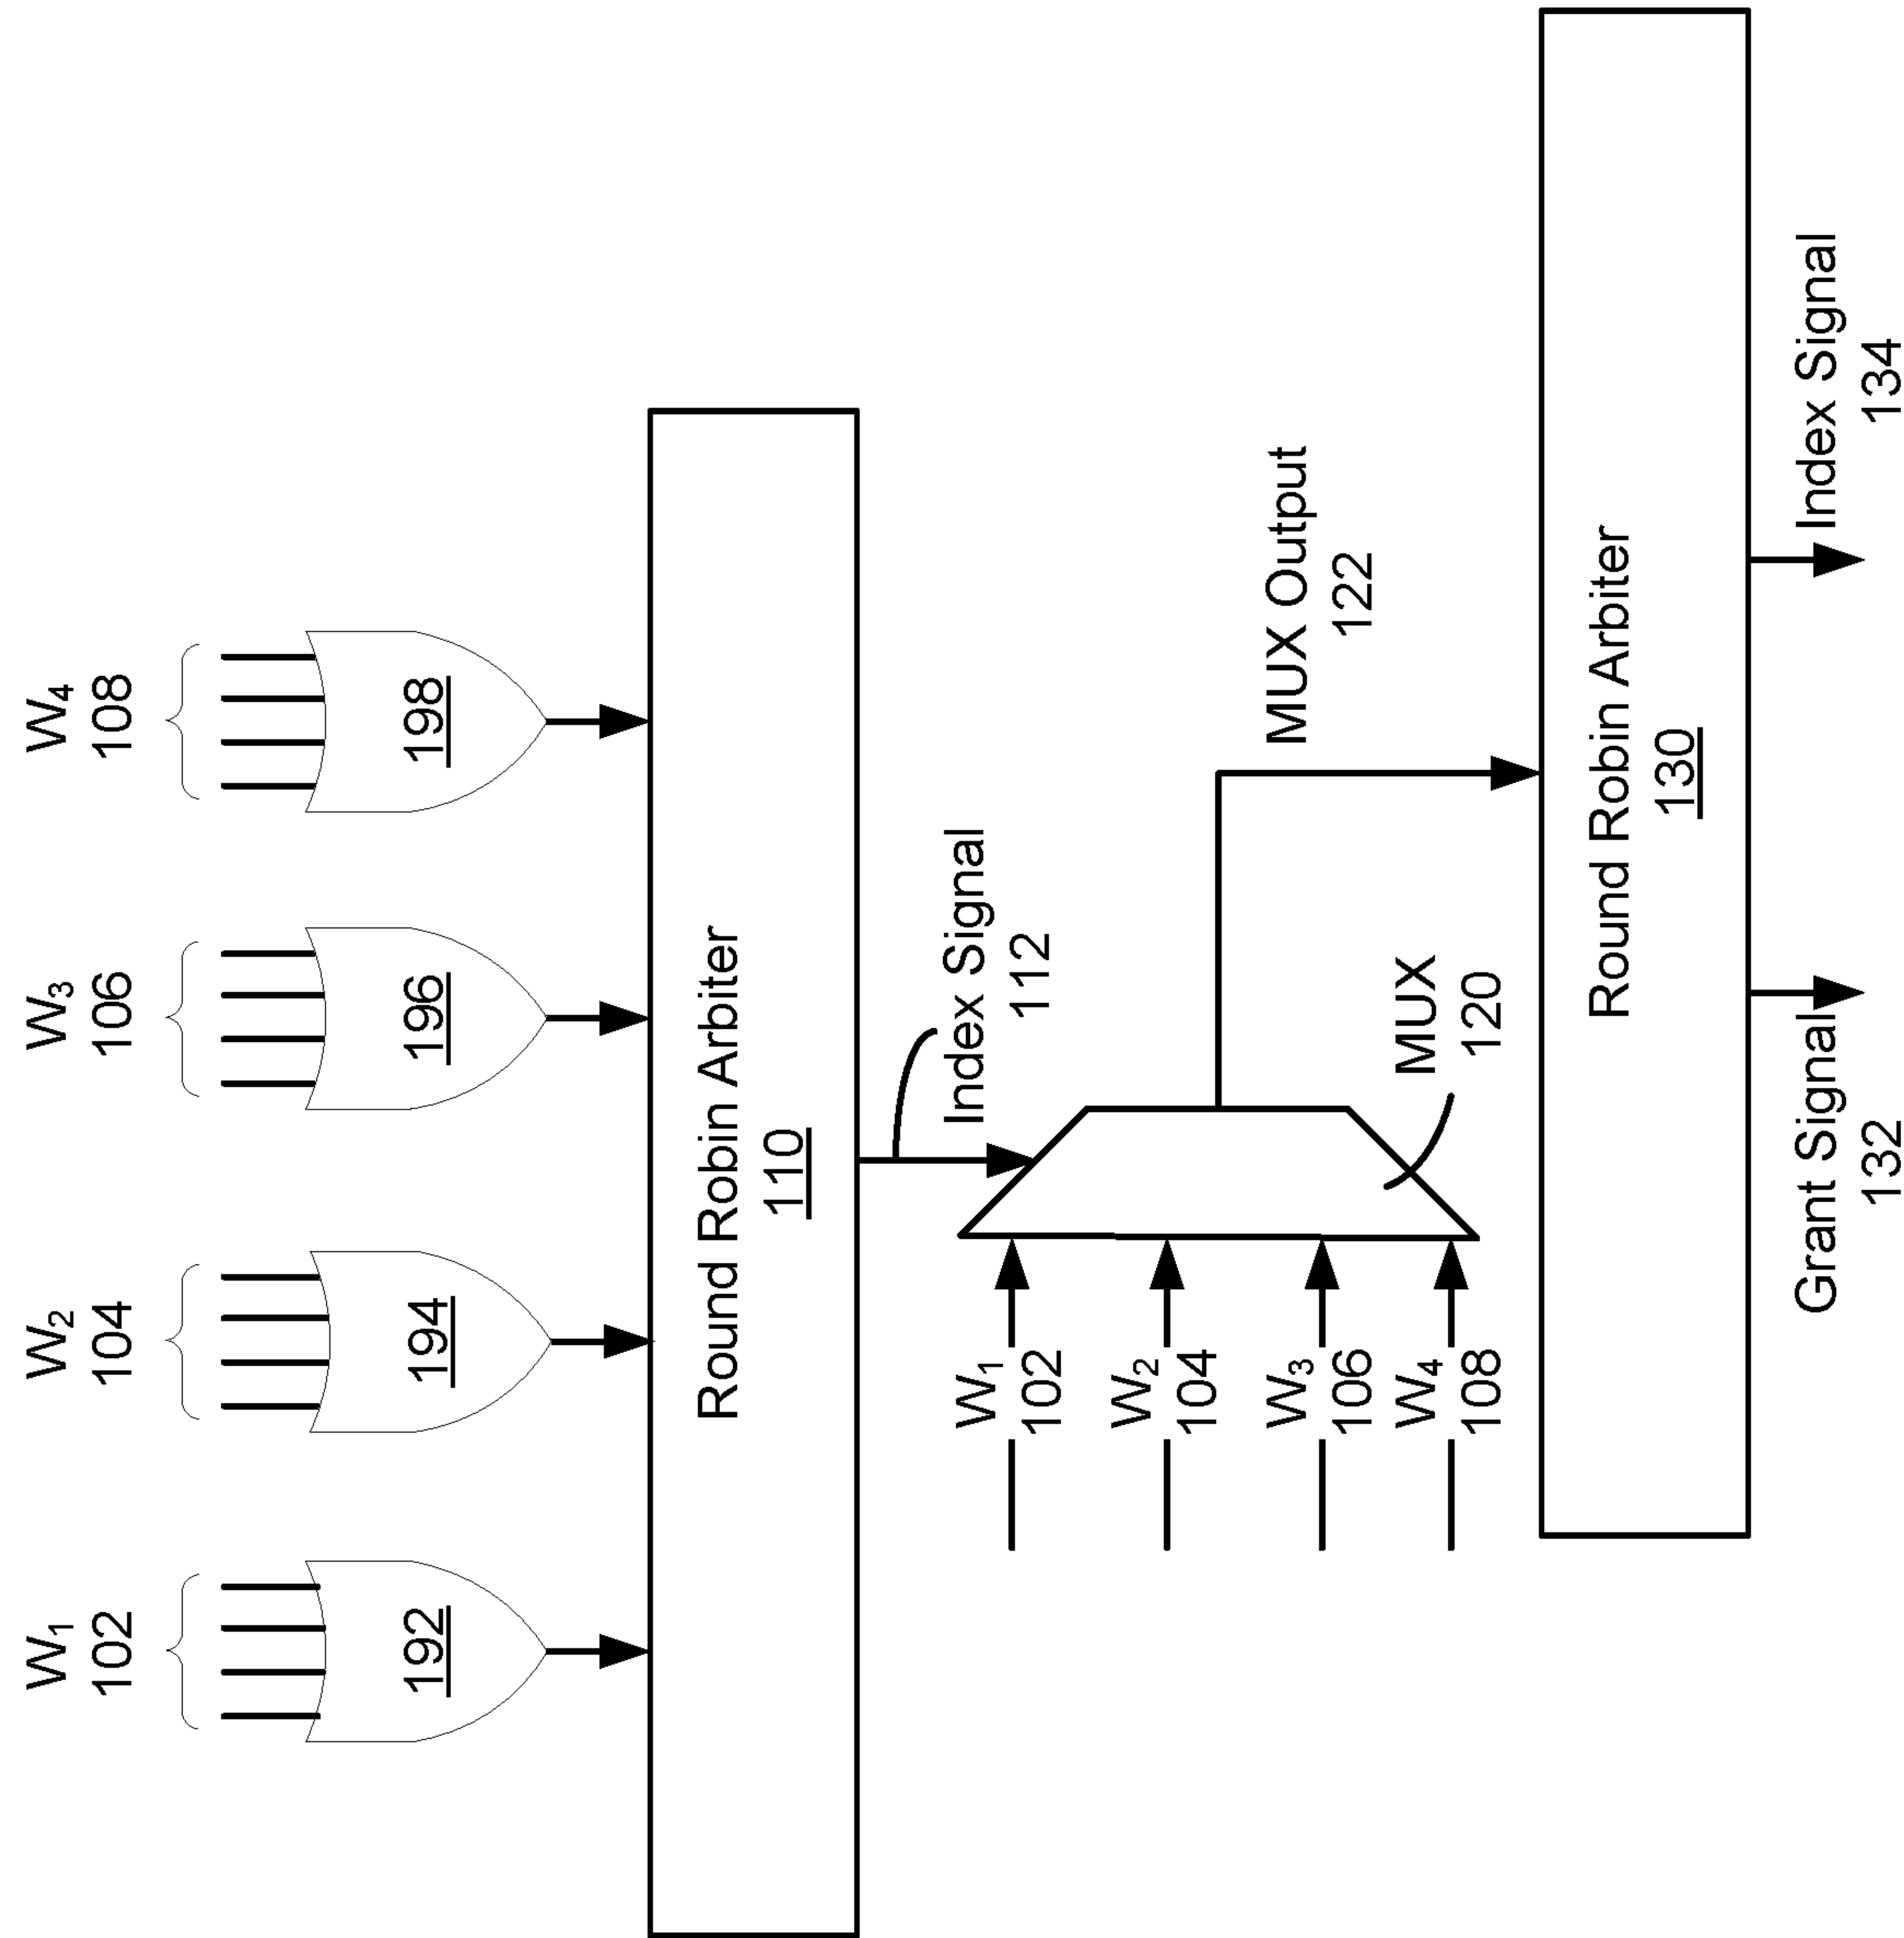 W1
102
W2
104
W3
106
W4
108
192
194
196
198
Round Robin Arbiter
110
Index Signal
112
W1
102
W2
104
W3
106
W4
108
MUX
120
MUX Output
122
Round Robin Arbiter
130
Grant Signal
132
Index Signal
134